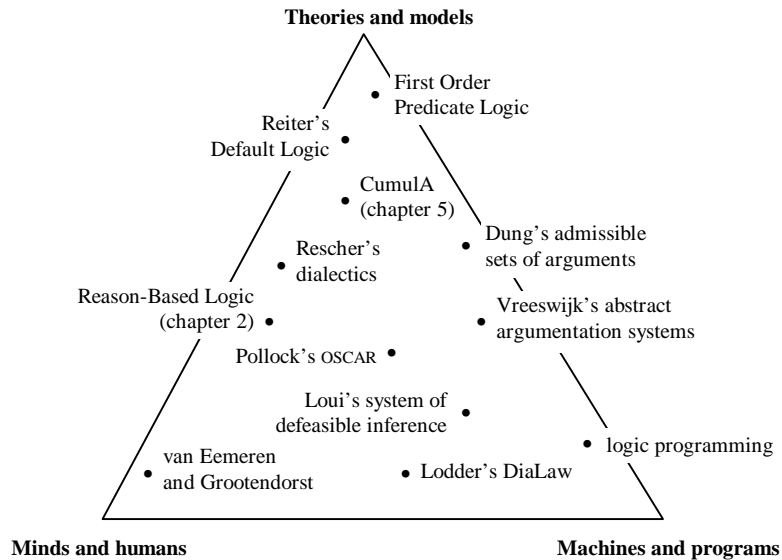 Theories and models
First Order
Predicate Logic
Reiter’s
Default Logic
CumulA
(chapter 5)
Dung’s admissible
sets of arguments
Rescher’s
dialectics
Reason-Based Logic
(chapter 2)
Vreeswijk’s abstract
argumentation systems
Pollock’s OSCAR
Loui’s system of
defeasible inference
logic programming
van Eemeren
and Grootendorst
Lodder’s DiaLaw
Minds and humans
Machines and programs